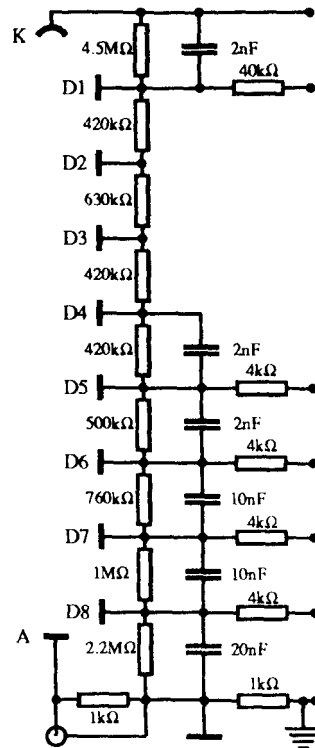 K
4.5MΩ
2nF
D1
40kΩ
420kΩ
D2
630kΩ
D3
420kΩ
D4
420kΩ
2nF
D5
4kΩ
500kΩ
2nF
D6
4kΩ
760kΩ
10nF
D7
4kΩ
1MΩ
10nF
D8
4kΩ
A
2.2MΩ
20nF
1kΩ
1kΩ